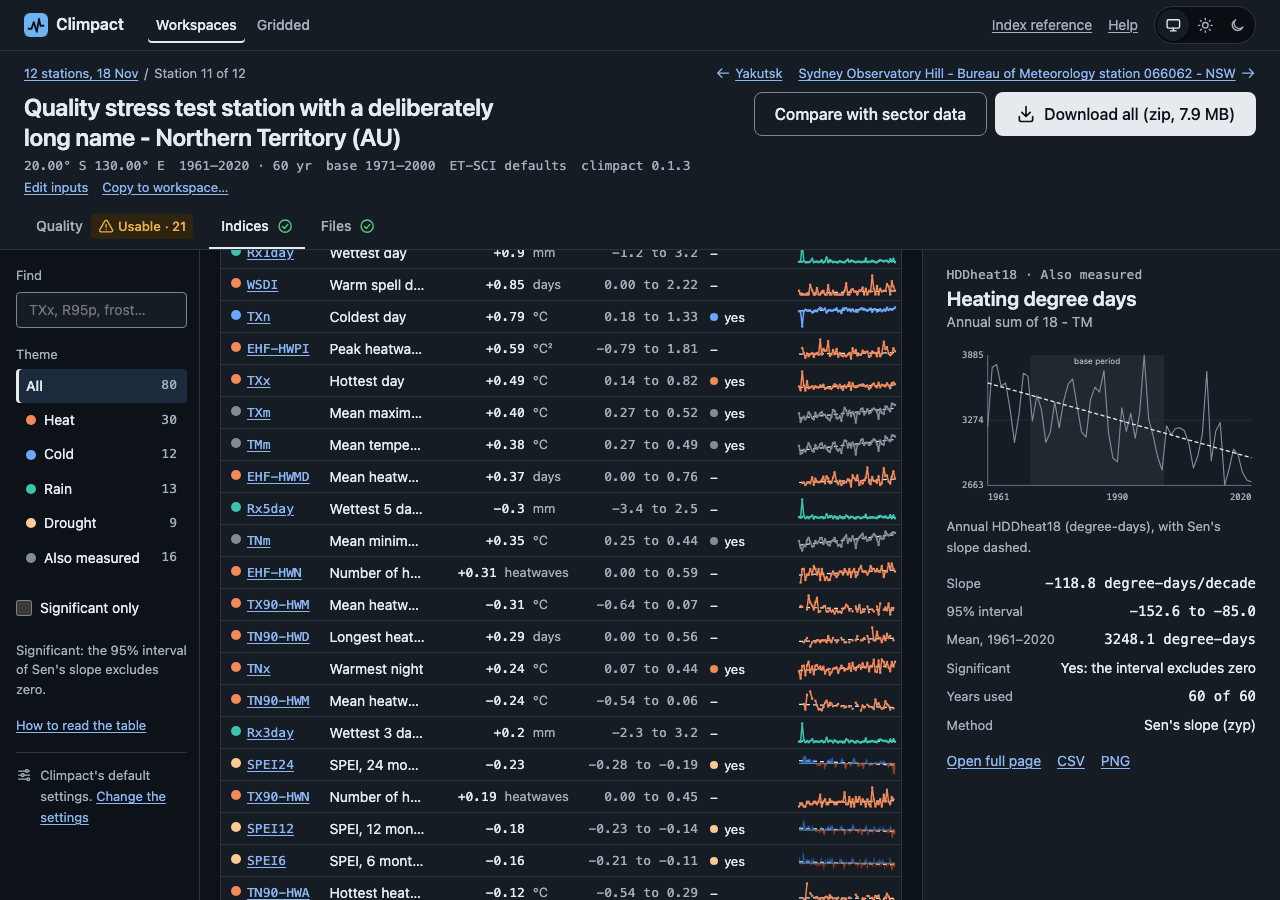 Climpact
Workspaces Gridded
Index reference Help
12 stations, 18 Nov / Station 11 of 12
← Yakutsk Sydney Observatory Hill - Bureau of Meteorology station 066062 - NSW →
Quality stress test station with a deliberately
long name - Northern Territory (AU)
Compare with sector data
Download all (zip, 7.9 MB)
20.00° S 130.00° E 1961–2020 · 60 yr base 1971–2000 ET-SCI defaults climpact 0.1.3
Edit inputs Copy to workspace…
Quality Usable · 21 Indices Files
Find
TXx, R95p, frost…
Theme
All 80
Heat 30
Cold 12
Rain 13
Drought 9
Also measured 16
Significant only
Significant: the 95% interval
of Sen's slope excludes
zero.
How to read the table
Climpact's default
settings. Change the
settings
Rx1day Wettest day +0.9 mm −1.2 to 3.2 –
WSDI Warm spell d… +0.85 days 0.00 to 2.22 –
TXn Coldest day +0.79 °C 0.18 to 1.33 yes
EHF-HWPI Peak heatwa… +0.59 °C² −0.79 to 1.81 –
TXx Hottest day +0.49 °C 0.14 to 0.82 yes
TXm Mean maxim… +0.40 °C 0.27 to 0.52 yes
TMm Mean tempe… +0.38 °C 0.27 to 0.49 yes
EHF-HWMD Mean heatw… +0.37 days 0.00 to 0.76 –
Rx5day Wettest 5 da… −0.3 mm −3.4 to 2.5 –
TNm Mean minim… +0.35 °C 0.25 to 0.44 yes
EHF-HWN Number of h… +0.31 heatwaves 0.00 to 0.59 –
TX90-HWM Mean heatw… −0.31 °C −0.64 to 0.07 –
TN90-HWD Longest heat… +0.29 days 0.00 to 0.56 –
TNx Warmest night +0.24 °C 0.07 to 0.44 yes
TN90-HWM Mean heatw… −0.24 °C −0.54 to 0.06 –
Rx3day Wettest 3 da… +0.2 mm −2.3 to 3.2 –
SPEI24 SPEI, 24 mo… −0.23 −0.28 to −0.19 yes
TX90-HWN Number of h… +0.19 heatwaves 0.00 to 0.45 –
SPEI12 SPEI, 12 mon… −0.18 −0.23 to −0.14 yes
SPEI6 SPEI, 6 mont… −0.16 −0.21 to −0.11 yes
TN90-HWA Hottest heat… −0.12 °C −0.54 to 0.29 –
HDDheat18 · Also measured
Heating degree days
Annual sum of 18 - TM
3885
base period
3274
2663
1961 1990 2020
Annual HDDheat18 (degree-days), with Sen's
slope dashed.
Slope −118.8 degree-days/decade
95% interval −152.6 to −85.0
Mean, 1961–2020 3248.1 degree-days
Significant Yes: the interval excludes zero
Years used 60 of 60
Method Sen's slope (zyp)
Open full page CSV PNG